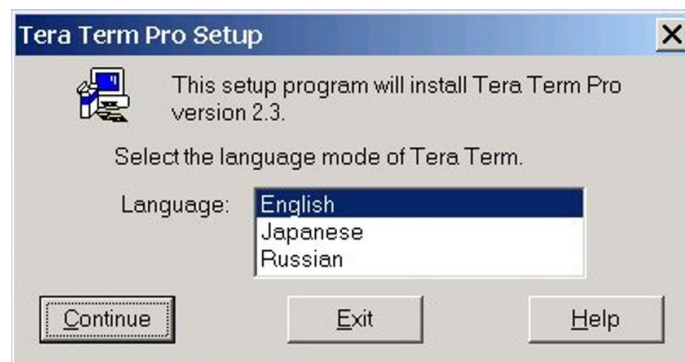 Tera Term Pro Setup
This setup program will install Tera Term Pro
version 2.3.
Select the language mode of Tera Term.
Language:
English
Japanese
Russian
Continue
Exit
Help